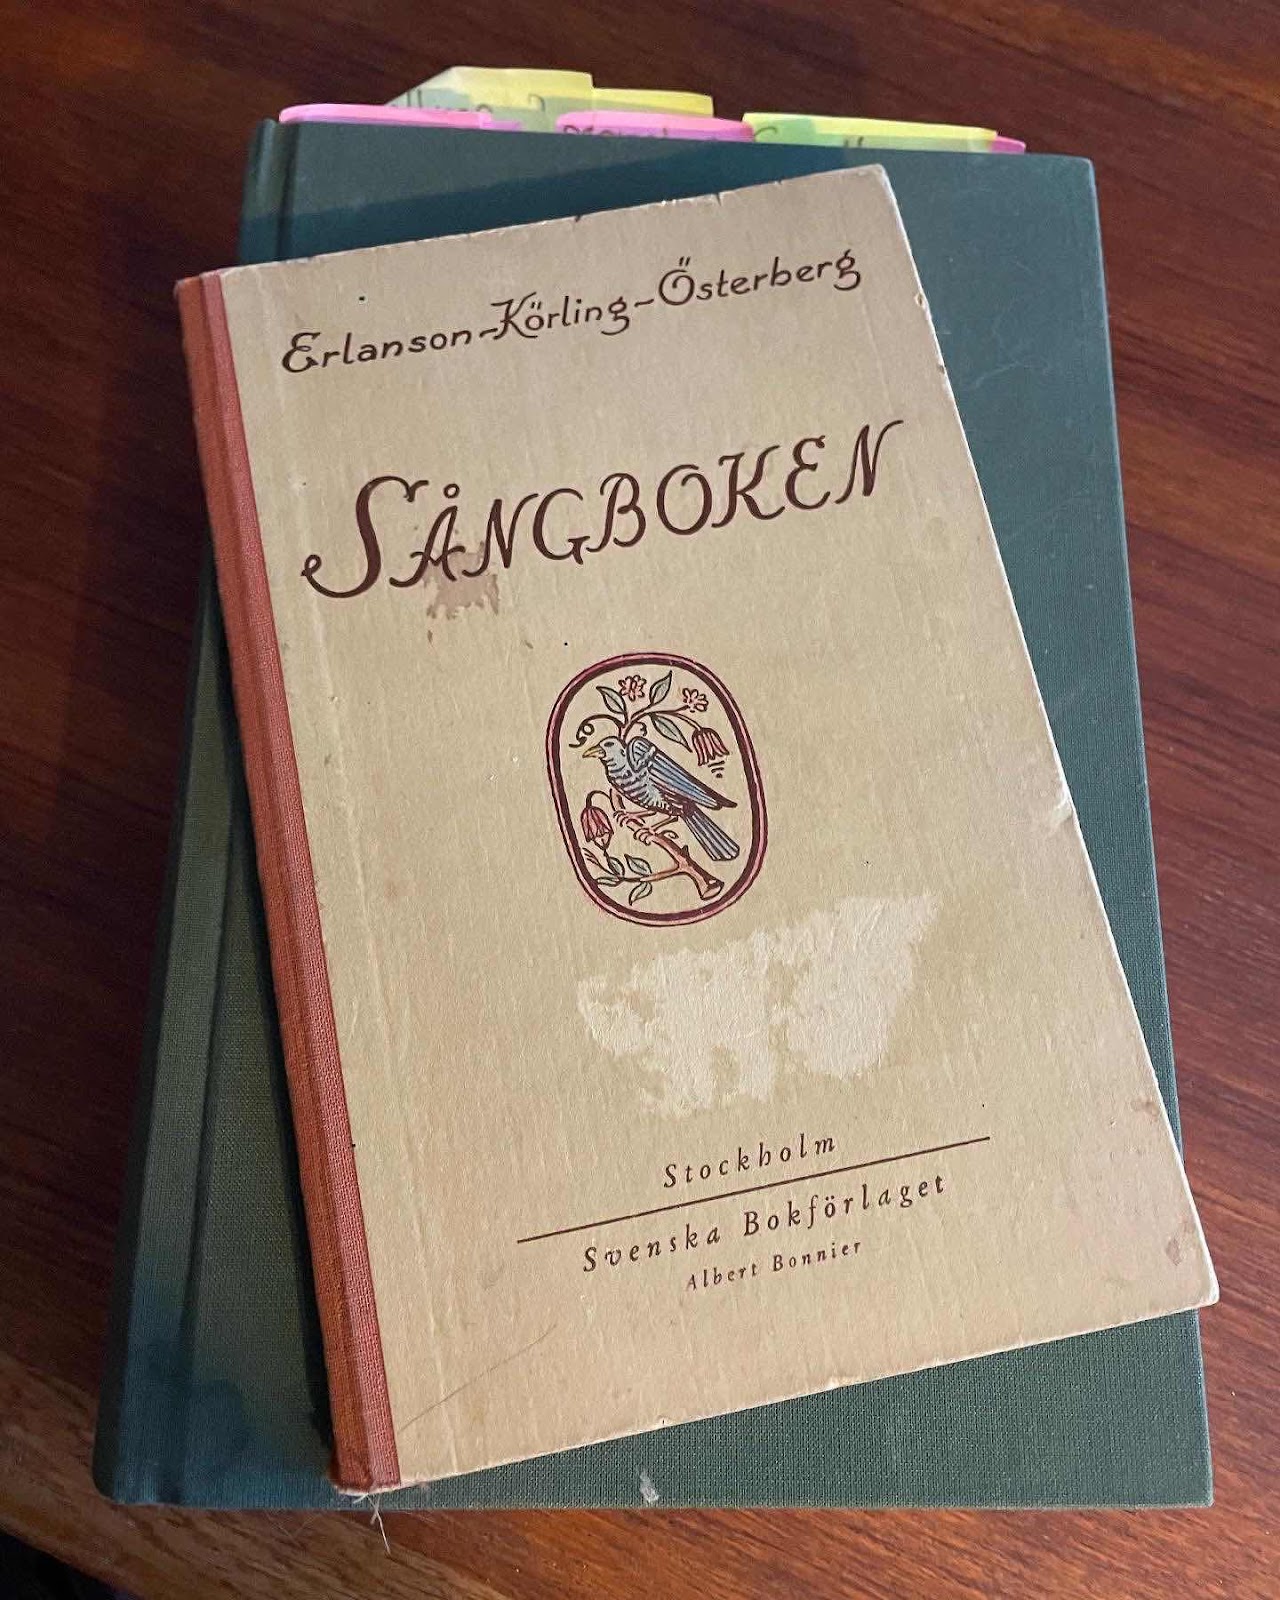 Erlanson-Körling-Österberg
SÅNGBOKEN
Stockholm
Svenska Bokförlaget
Albert Bonnier